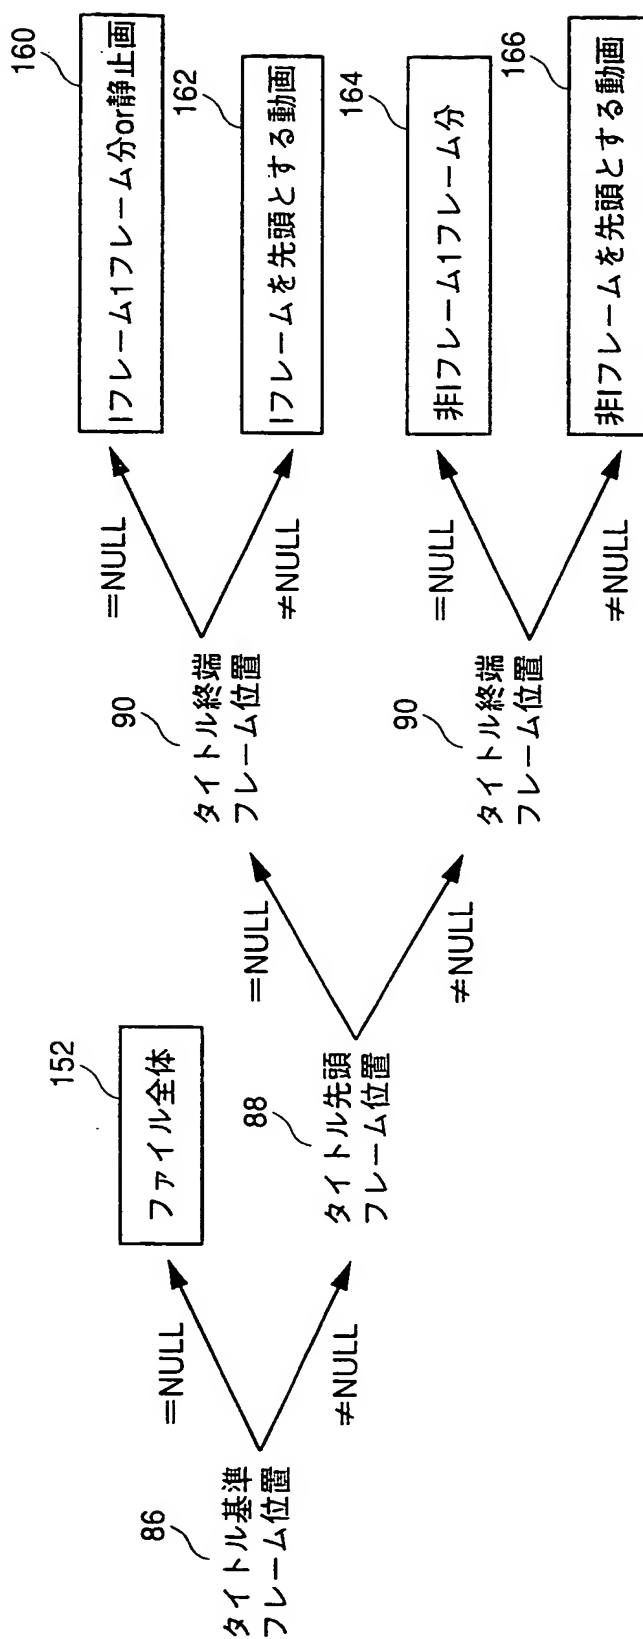 86
タイトル基準
フレーム位置
=NULL
≠NULL
152
ファイル全体
88
タイトル先頭
フレーム位置
=NULL
≠NULL
90
タイトル終端
フレーム位置
=NULL
≠NULL
90
タイトル終端
フレーム位置
=NULL
≠NULL
160
Iフレーム1フレーム分or静止画
162
Iフレームを先頭とする動画
164
非Iフレーム1フレーム分
166
非Iフレームを先頭とする動画